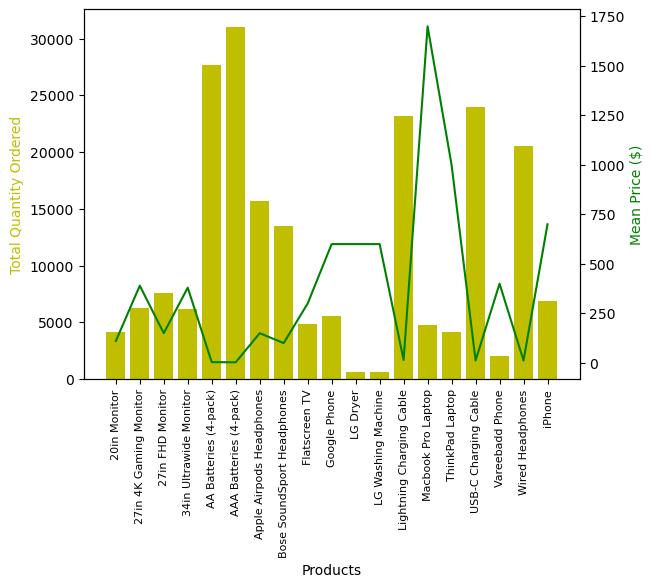 Total Quantity Ordered
30000
25000
20000
15000
10000
5000
0
1750
1500
1250
1000
750
500
250
0
Mean Price ($)
20in Monitor
27in 4K Gaming Monitor
27in FHD Monitor
34in Ultrawide Monitor
AA Batteries (4-pack)
AAA Batteries (4-pack)
Apple Airpods Headphones
Bose SoundSport Headphones
Flatscreen TV
Google Phone
LG Dryer
LG Washing Machine
Lightning Charging Cable
Macbook Pro Laptop
ThinkPad Laptop
USB-C Charging Cable
Vareebadd Phone
Wired Headphones
iPhone
Products